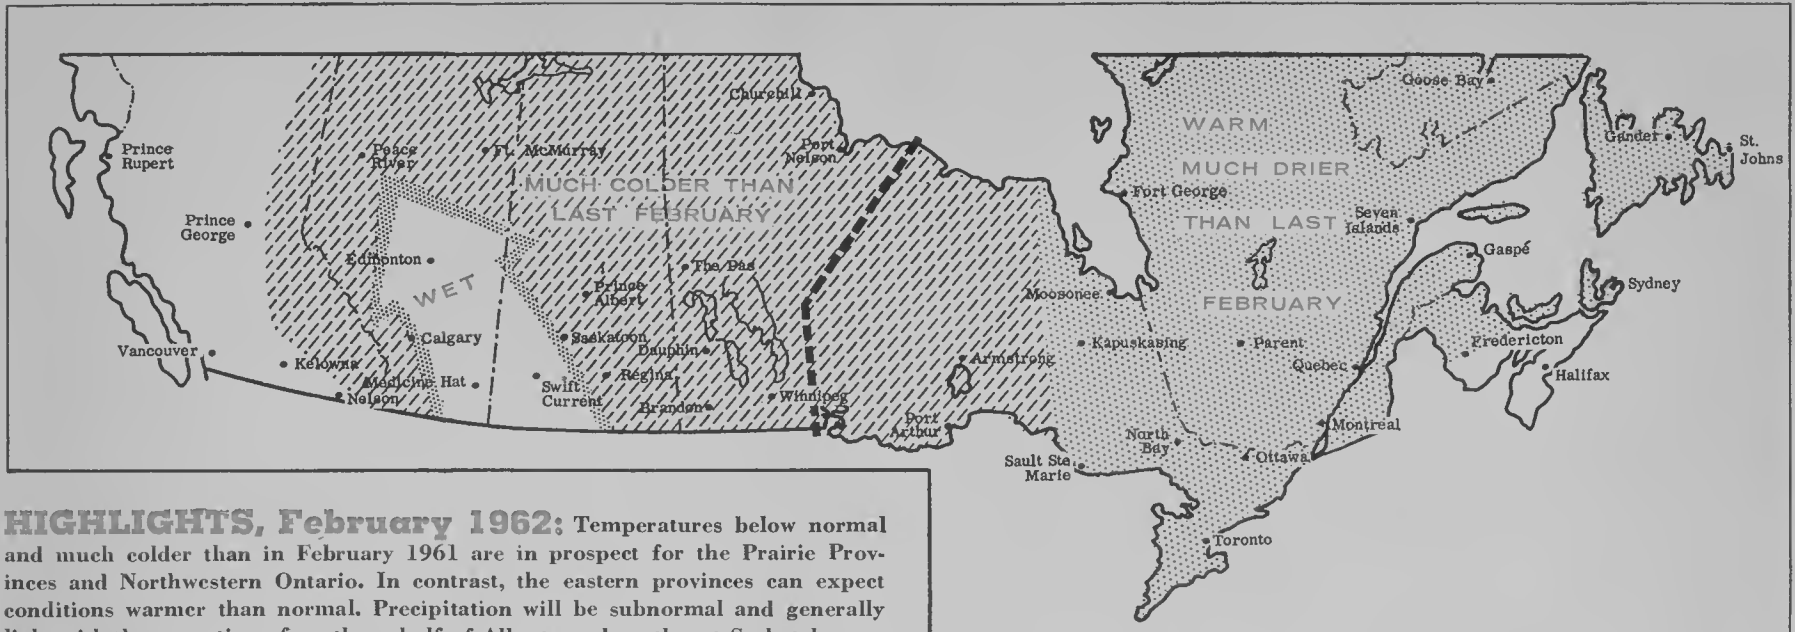 Churchill
Goose Bay
WARM
Prince
Rupert
Peace
River
Ft. McMurray
Port
Nelson
Gander
St.
Johns
MUCH COLDER THAN
LAST FEBRUARY
MUCH DRIER
Fort George
Prince
George
THAN LAST
Seven
Islands
Gaspé
Edmonton
WET
The Pas
Prince
Albert
Moosonee
FEBRUARY
Sydney
Calgary
Saskatoon
Dauphin
Vancouver
Kelowna
Armstrong
Kapuskasing
Parent
Quebec
Fredericton
Halifax
Medicine Hat
Nelson
Swift
Current
Regina
Brandon
Winnipeg
Port
Arthur
North
Bay
Montreal
Ottawa
Sault Ste.
Marie
Toronto
HIGHLIGHTS, February 1962: Temperatures below normal
and much colder than in February 1961 are in prospect for the Prairie Prov-
inces and Northwestern Ontario. In contrast, the eastern provinces can expect
conditions warmer than normal. Precipitation will be subnormal and generally